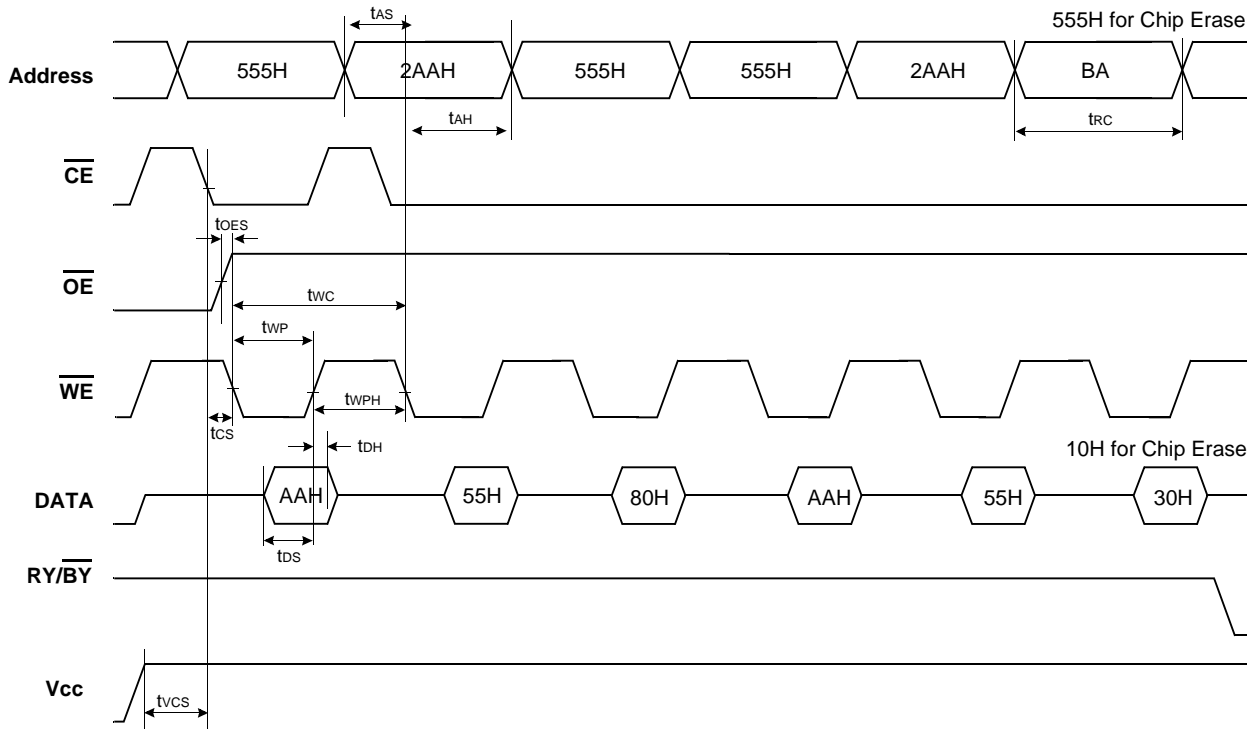 tAS
555H for Chip Erase
Address 555H 2AAH 555H 555H 2AAH BA
tAH tRC
CE
tOES
OE
tWC
tWP
WE
tWPH
tCS
tDH
10H for Chip Erase
DATA AAH 55H 80H AAH 55H 30H
tDS
RY/BY
Vcc
tVCS